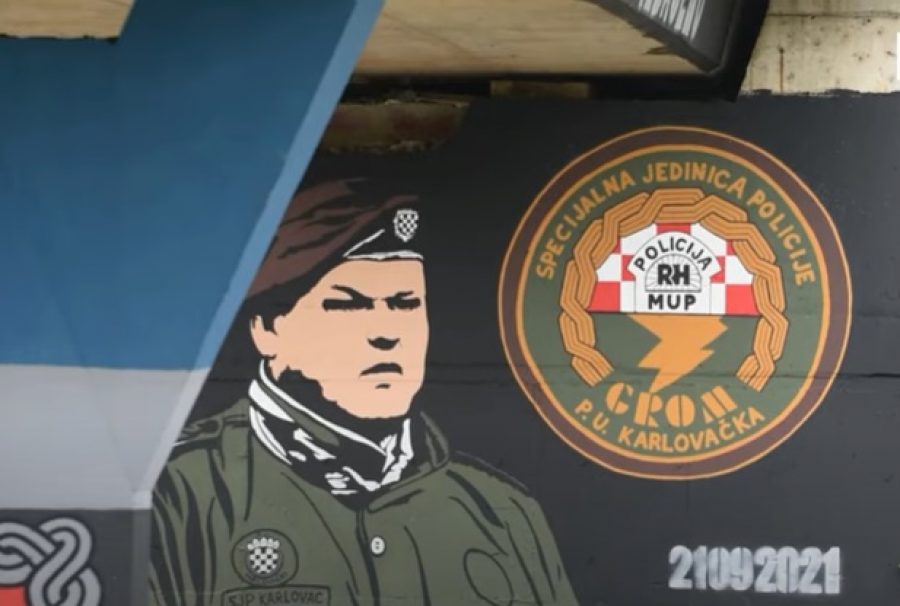 SPECIJALNA JEDINICA POLICIJE
POLICIJA
RH
MUP
GROM
P.U. KARLOVAČKA
SJP KARLOVAC
21092021